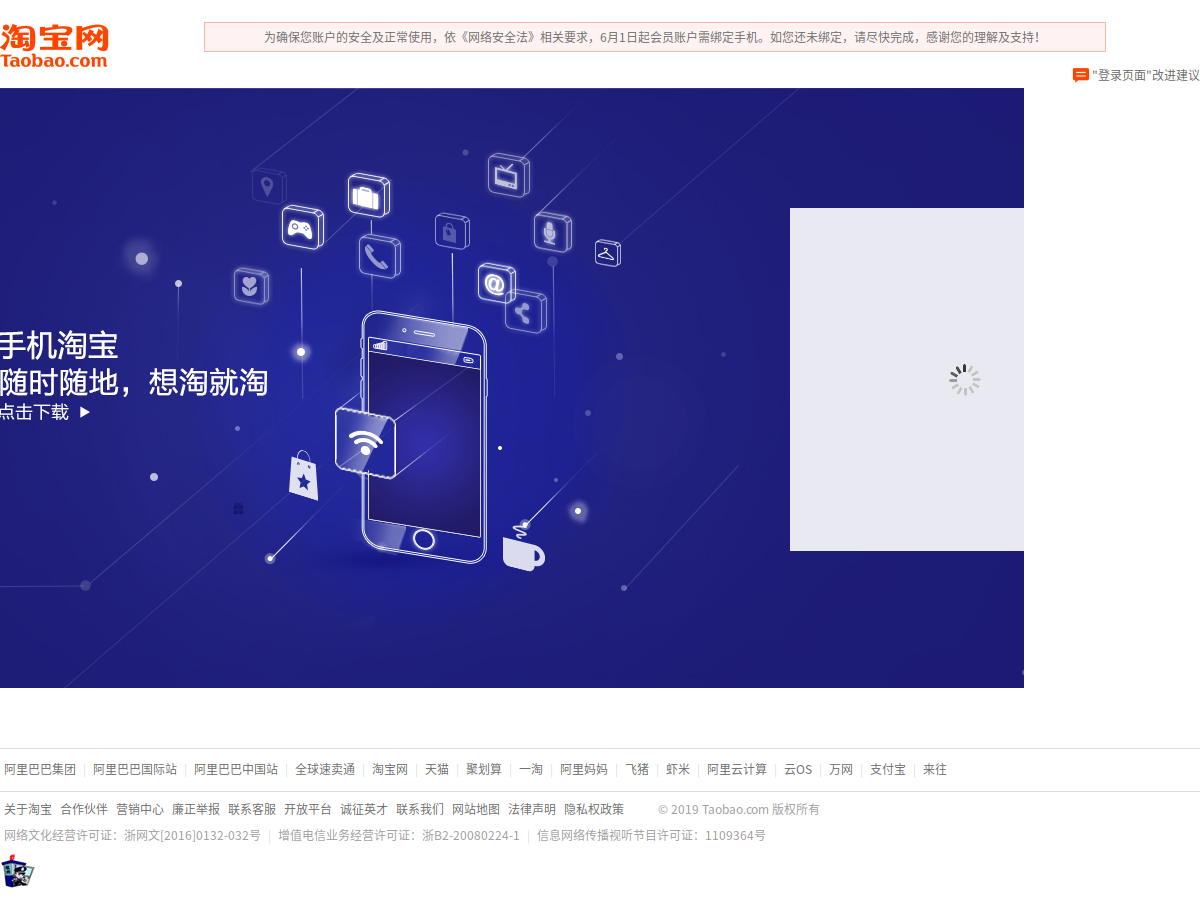 淘宝网
Taobao.com
为确保您账户的安全及正常使用，依《网络安全法》相关要求，6月1日起会员账户需绑定手机。如您还未绑定，请尽快完成，感谢您的理解及支持！
"登录页面"改进建议
手机淘宝
随时随地，想淘就淘
点击下载
@
阿里巴巴集团 | 阿里巴巴国际站 | 阿里巴巴中国站 | 全球速卖通 | 淘宝网 | 天猫 | 聚划算 | 一淘 | 阿里妈妈 | 飞猪 | 虾米 | 阿里云计算 | 云OS | 万网 | 支付宝 | 来往
关于淘宝 合作伙伴 营销中心 廉正举报 联系客服 开放平台 诚征英才 联系我们 网站地图 法律声明 隐私权政策 © 2019 Taobao.com 版权所有
网络文化经营许可证：浙网文[2016]0132-032号 | 增值电信业务经营许可证：浙B2-20080224-1 | 信息网络传播视听节目许可证：1109364号